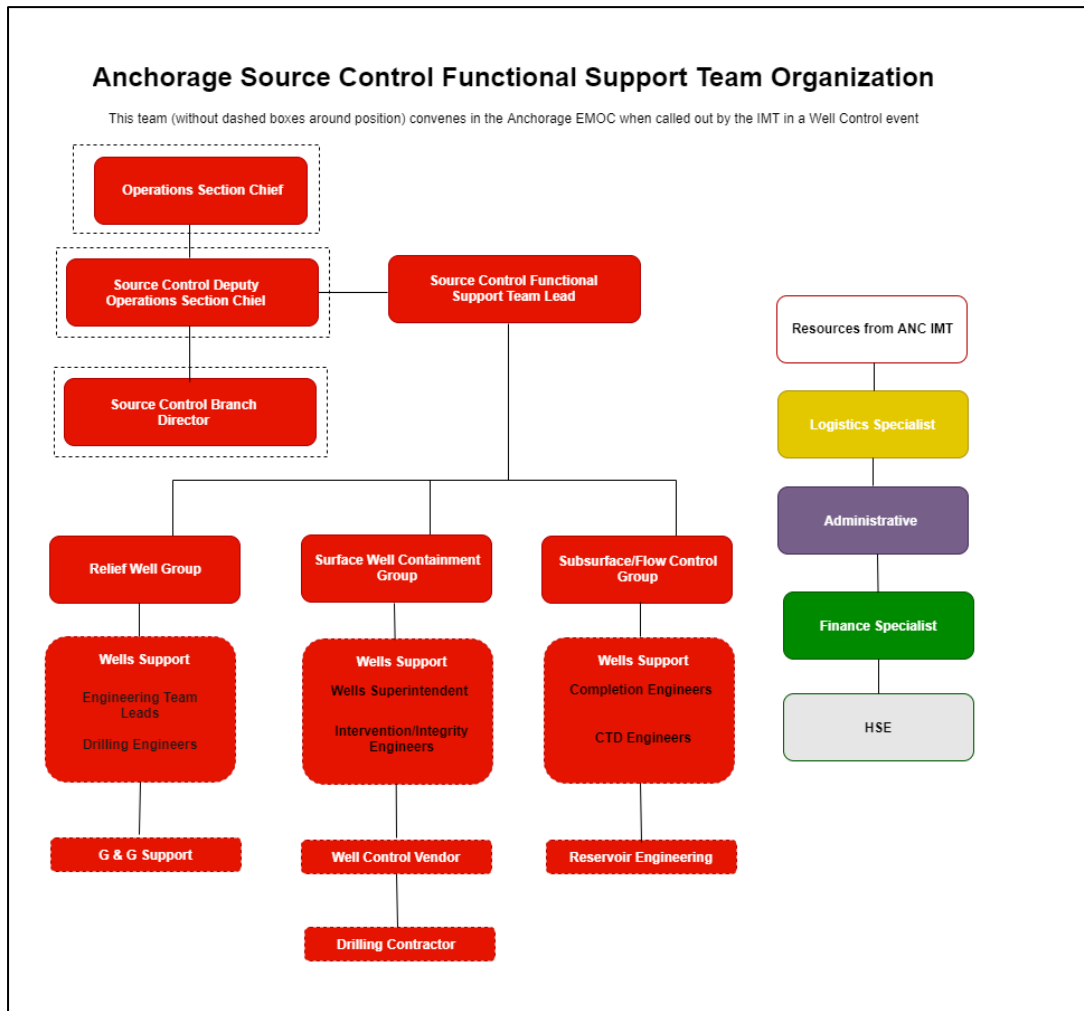 Anchorage Source Control Functional Support Team Organization
This team (without dashed boxes around position) convenes in the Anchorage EMOC when called out by the IMT in a Well Control event
Operations Section Chief
Source Control Deputy
Operations Section Chiel
Source Control Functional
Support Team Lead
Source Control Branch
Director
Resources from ANC IMT
Logistics Specialist
Administrative
Finance Specialist
HSE
Relief Well Group
Wells Support
Engineering Team
Leads
Drilling Engineers
G & G Support
Surface Well Containment
Group
Wells Support
Wells Superintendent
Intervention/Integrity
Engineers
Well Control Vendor
Drilling Contractor
Subsurface/Flow Control
Group
Wells Support
Completion Engineers
CTD Engineers
Reservoir Engineering